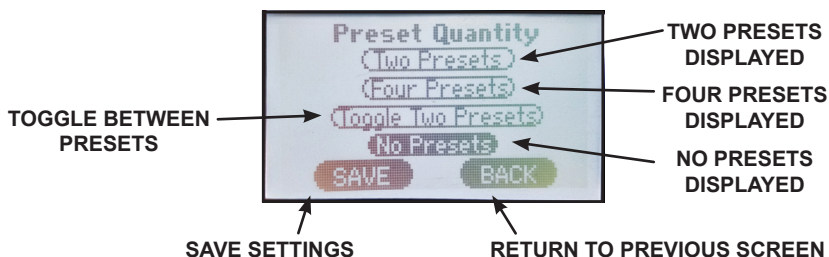 Preset Quantity
Two Presets
Four Presets
Toggle Two Presets
No Presets
SAVE
BACK
TWO PRESETS
DISPLAYED
FOUR PRESETS
DISPLAYED
TOGGLE BETWEEN
PRESETS
NO PRESETS
DISPLAYED
SAVE SETTINGS
RETURN TO PREVIOUS SCREEN